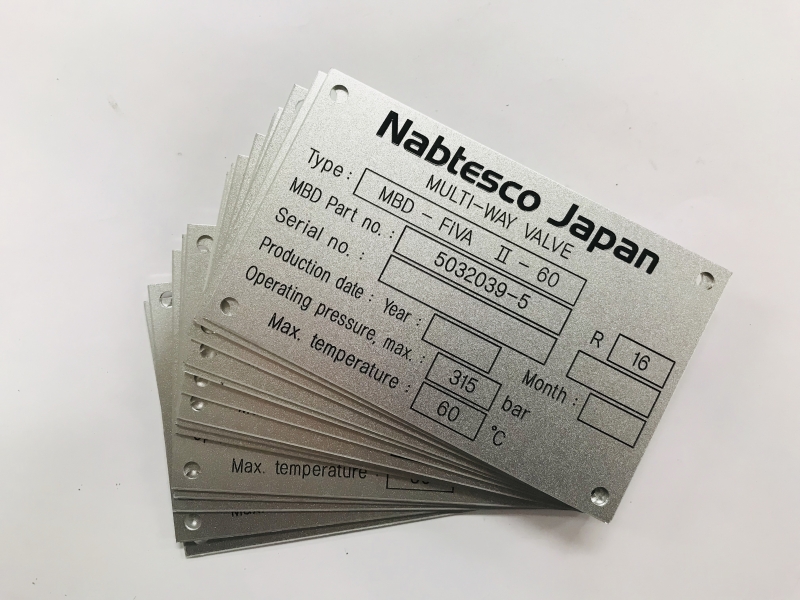 Nabtesco Japan
MULTI-WAY VALVE
Type : MBD - FIVA Ⅱ - 60
MBD Part no. : 5032039-5 R 16
Serial no. :
Production date : Year : Month :
Operating pressure, max. : 315 bar
Max. temperature : 60 °C
Max. temperature